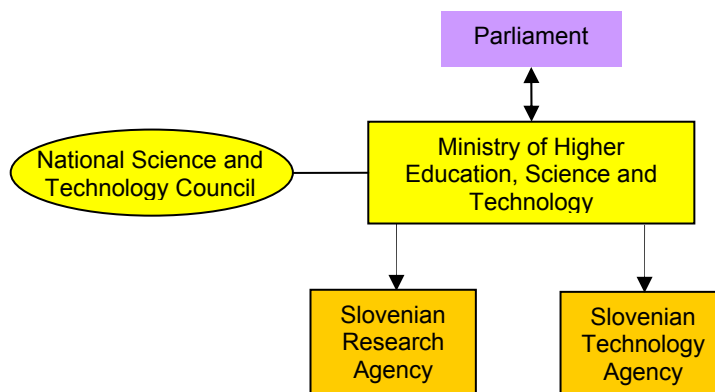 Parliament
National Science and
Technology Council
Ministry of Higher
Education, Science and
Technology
Slovenian
Research
Agency
Slovenian
Technology
Agency